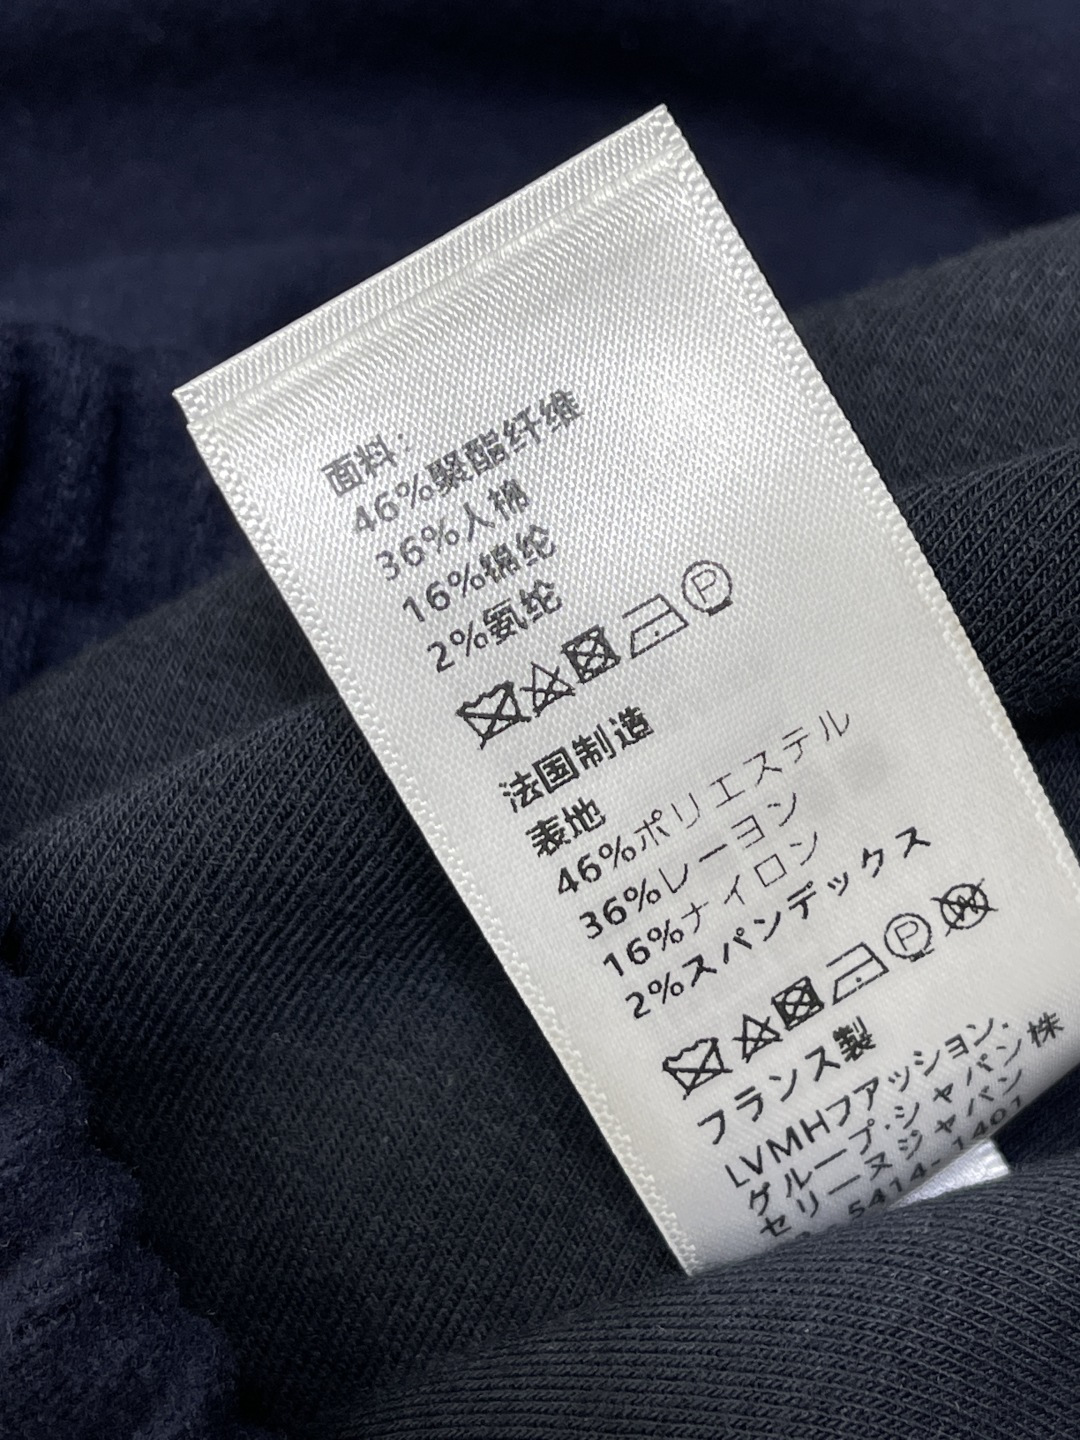 面料：
46%聚酯纤维
36%人棉
16%锦纶
2%氨纶
P
法国制造
表地
46%ポリエステル
36%レーヨン
16%ナイロン
2%スパンデックス
P W
フランス製
LVMHファッション.
グループ·ジャパン株
セリーヌジャパン
5414-1401